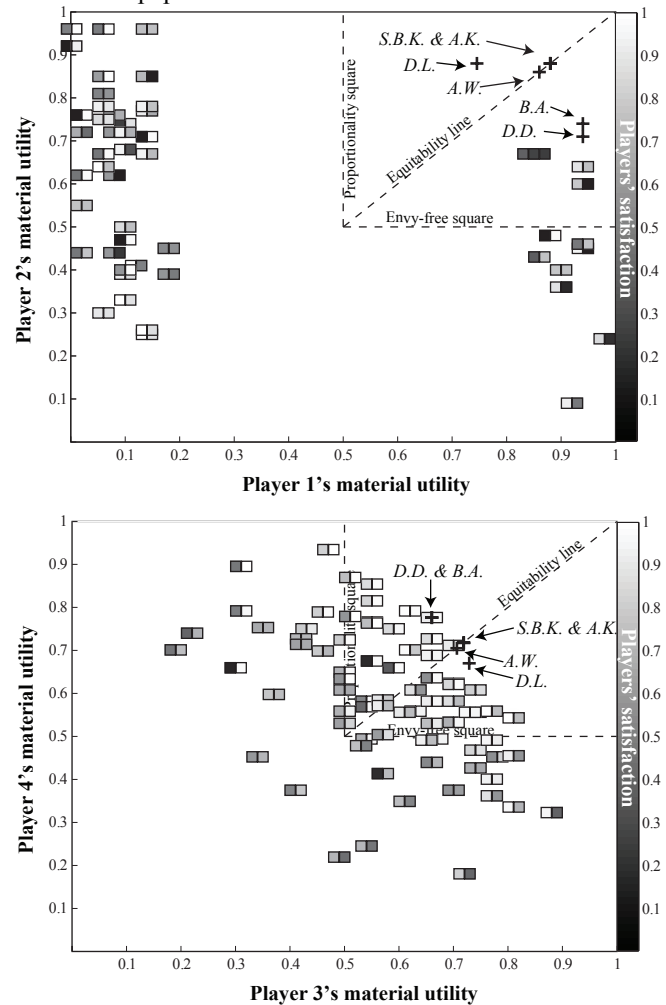 1
0.9
0.8
0.7
0.6
0.5
0.4
0.3
0.2
0.1
Player 2's material utility
S.B.K. & A.K.
D.L.
A.W.
B.A.
D.D.
Proportionality square
Equitability line
Envy-free square
0.1 0.2 0.3 0.4 0.5 0.6 0.7 0.8 0.9 1
Player 1's material utility
1
0.9
0.8
0.7
0.6
0.5
0.4
0.3
0.2
0.1
Players' satisfaction
1
0.9
0.8
0.7
0.6
0.5
0.4
0.3
0.2
0.1
Player 4's material utility
D.D. & B.A.
Equitability line
S.B.K. & A.K.
A.W.
D.L.
Envy-free square
0.1 0.2 0.3 0.4 0.5 0.6 0.7 0.8 0.9 1
Player 3's material utility
1
0.9
0.8
0.7
0.6
0.5
0.4
0.3
0.2
0.1
Players' satisfaction